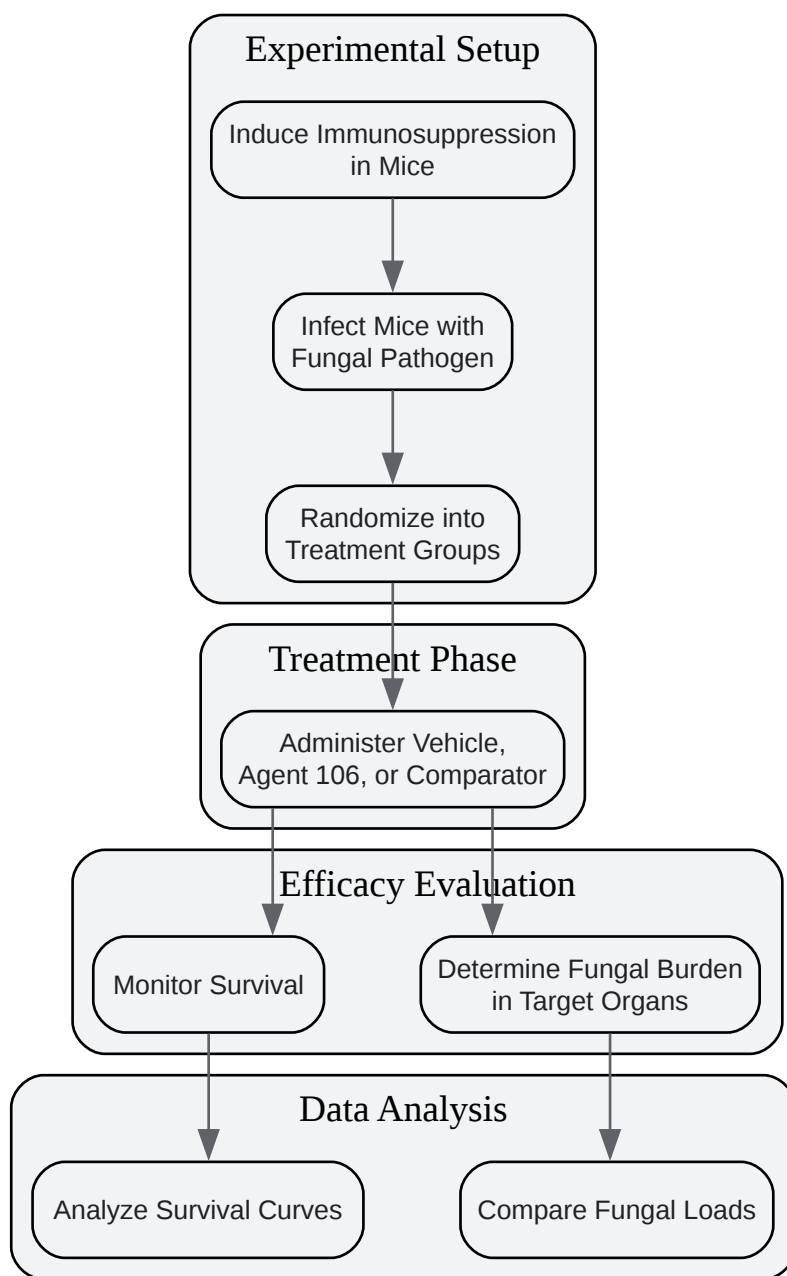 Experimental Setup
Induce Immunosuppression
in Mice
Infect Mice with
Fungal Pathogen
Randomize into
Treatment Groups
Treatment Phase
Administer Vehicle,
Agent 106, or Comparator
Efficacy Evaluation
Monitor Survival
Determine Fungal Burden
in Target Organs
Data Analysis
Analyze Survival Curves
Compare Fungal Loads